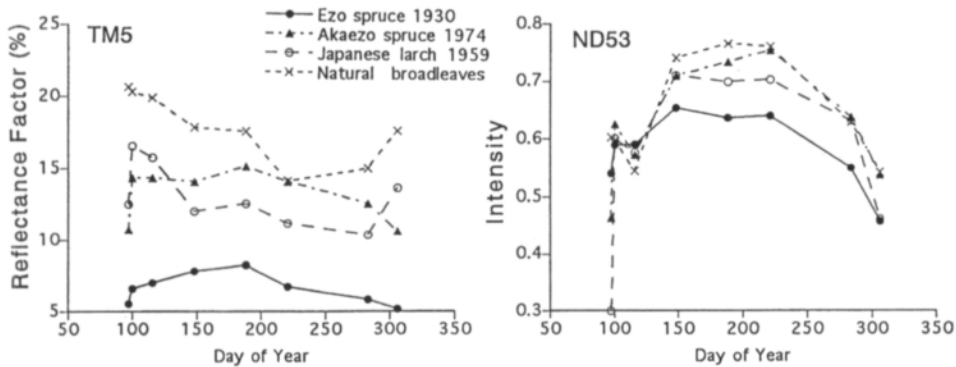 TM5
Ezo spruce 1930
Akaezo spruce 1974
Japanese larch 1959
Natural broadleaves
Reflectance Factor (%)
25
20
15
10
5
50 100 150 200 250 300 350
Day of Year
ND53
Intensity
0.8
0.7
0.6
0.5
0.4
0.3
50 100 150 200 250 300 350
Day of Year